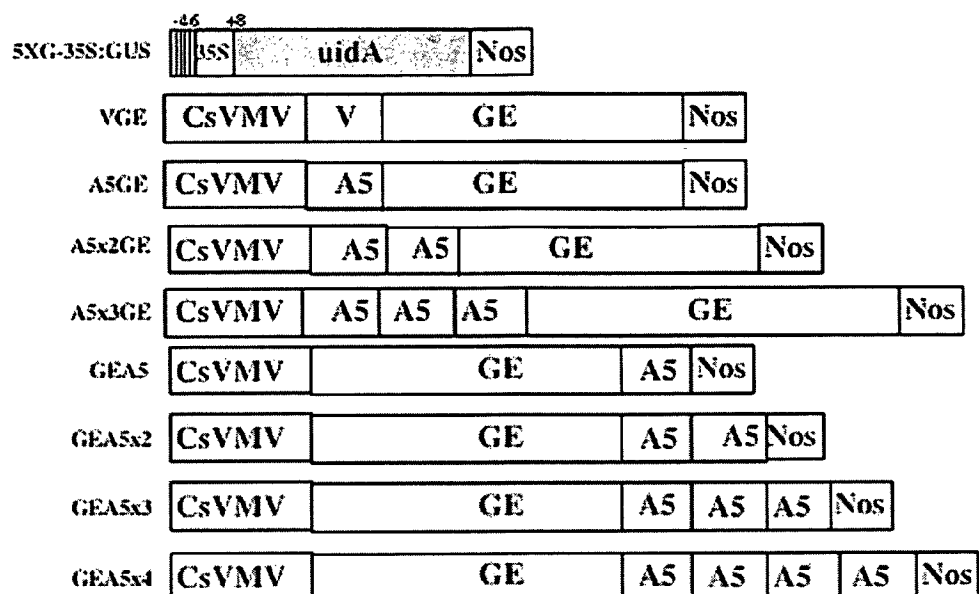 -46 +8
5XG-35S:GUS 35S uidA Nos
VGE CsVMV V GE Nos
A5GE CsVMV A5 GE Nos
A5x2GE CsVMV A5 A5 GE Nos
A5x3GE CsVMV A5 A5 A5 GE Nos
GEA5 CsVMV GE A5 Nos
GEA5x2 CsVMV GE A5 A5 Nos
GEA5x3 CsVMV GE A5 A5 A5 Nos
GEA5x4 CsVMV GE A5 A5 A5 A5 Nos